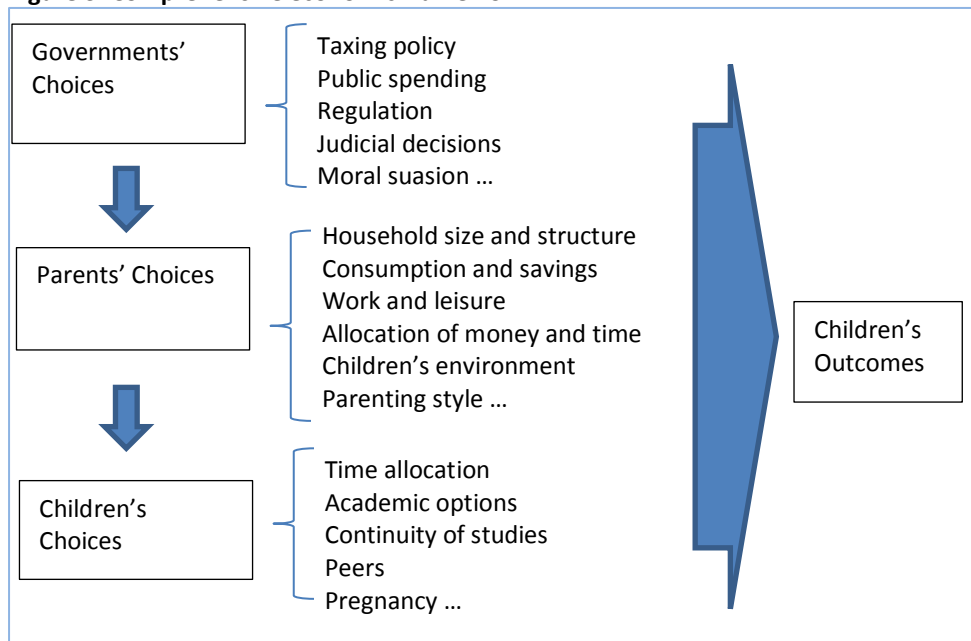 Governments'
Choices
Taxing policy
Public spending
Regulation
Judicial decisions
Moral suasion ...
Parents' Choices
Household size and structure
Consumption and savings
Work and leisure
Allocation of money and time
Children's environment
Parenting style ...
Children's
Choices
Time allocation
Academic options
Continuity of studies
Peers
Pregnancy ...
Children's
Outcomes